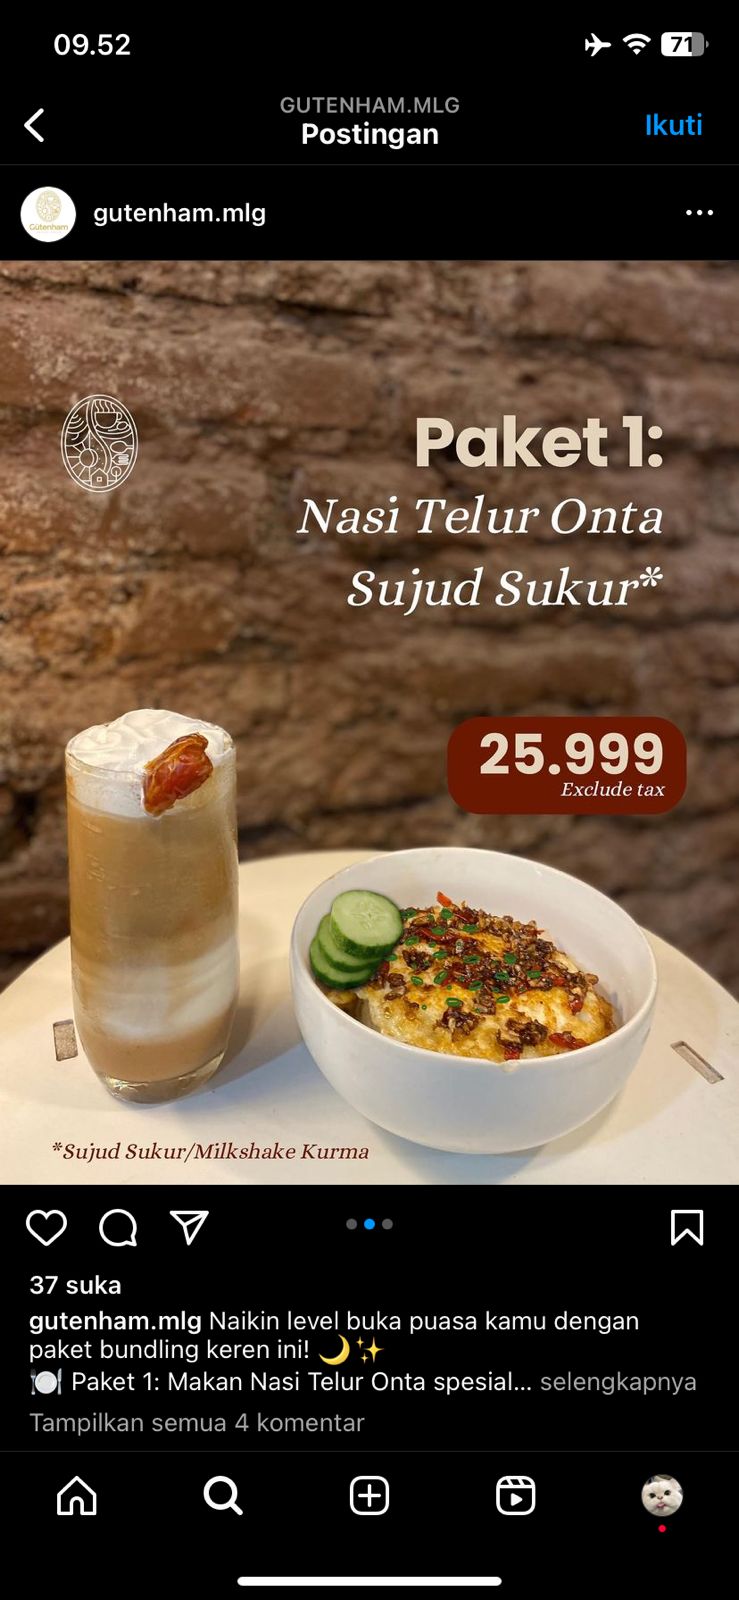 09.52
71
GUTENHAM.MLG
Postingan
Ikuti
Gutenham
gutenham.mlg
Paket 1:
Nasi Telur Onta
Sujud Sukur*
25.999
Exclude tax
*Sujud Sukur/Milkshake Kurma
37 suka
gutenham.mlg Naikin level buka puasa kamu dengan
paket bundling keren ini! 🌙✨
🍽️ Paket 1: Makan Nasi Telur Onta spesial... selengkapnya
Tampilkan semua 4 komentar